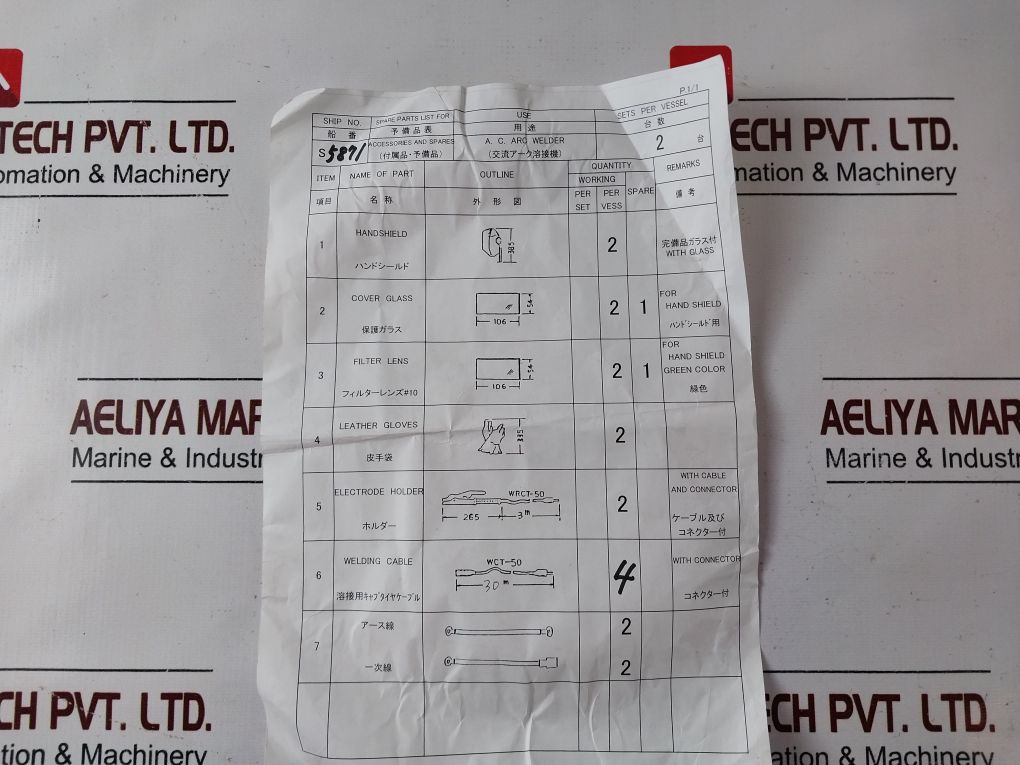 P.1/1
SHIP NO. SPARE PARTS LIST FOR USE SETS PER VESSEL
船 番 予備品表 用 途 台 数
S 5871 ACCESSORIES AND SPARES A. C. ARC WELDER 2 台
(付属品・予備品) (交流アーク溶接機)
ITEM NAME OF PART OUTLINE QUANTITY REMARKS
WORKING SPARE
項目 名 称 外 形 図 PER SET PER VESS 備 考
1 HANDSHIELD 385 2 完備品ガラス付
ハンドシールド WITH GLASS
2 COVER GLASS 54 2 1 FOR
HAND SHIELD
保護ガラス 106 ハンドシールド用
3 FILTER LENS 54 2 1 FOR
HAND SHIELD
GREEN COLOR
フィルターレンズ#10 106 緑色
4 LEATHER GLOVES 335 2
皮手袋
5 ELECTRODE HOLDER WRCT-50 2 WITH CABLE
AND CONNECTOR
265 3m ケーブル及び
ホルダー コネクター付
6 WELDING CABLE WCT-50 4 WITH CONNECTOR
30m
溶接用キャプタイヤケーブル コネクター付
7 アース線 2
一次線 2
TECH PVT. LTD.
omation & Machinery
TECH PVT. LTD.
mation & Machinery
AELIYA MAR
Marine & Industri
AELIYA MAR
Marine & Industr
CH PVT. LTD.
tion & Machinery
ECH PVT. LTD.
ation & Machinery